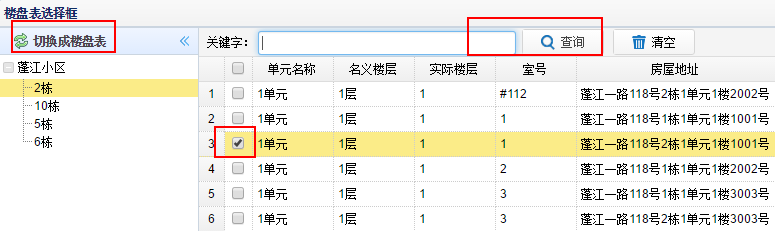 楼盘表选择框
切换成楼盘表 «
关键字: 查询 清空
蓬江小区
2栋
10栋
5栋
6栋
单元名称 名义楼层 实际楼层 室号 房屋地址
1 1单元 1层 1 #112 蓬江一路118号2栋1单元1楼2002号
2 1单元 1层 1 1 蓬江一路118号1栋1单元1楼1001号
3 1单元 1层 1 1 蓬江一路118号2栋1单元1楼1001号
4 1单元 1层 1 2 蓬江一路118号1栋1单元1楼2002号
5 1单元 1层 1 3 蓬江一路118号1栋1单元1楼3003号
6 1单元 1层 1 3 蓬江一路118号2栋1单元1楼3003号